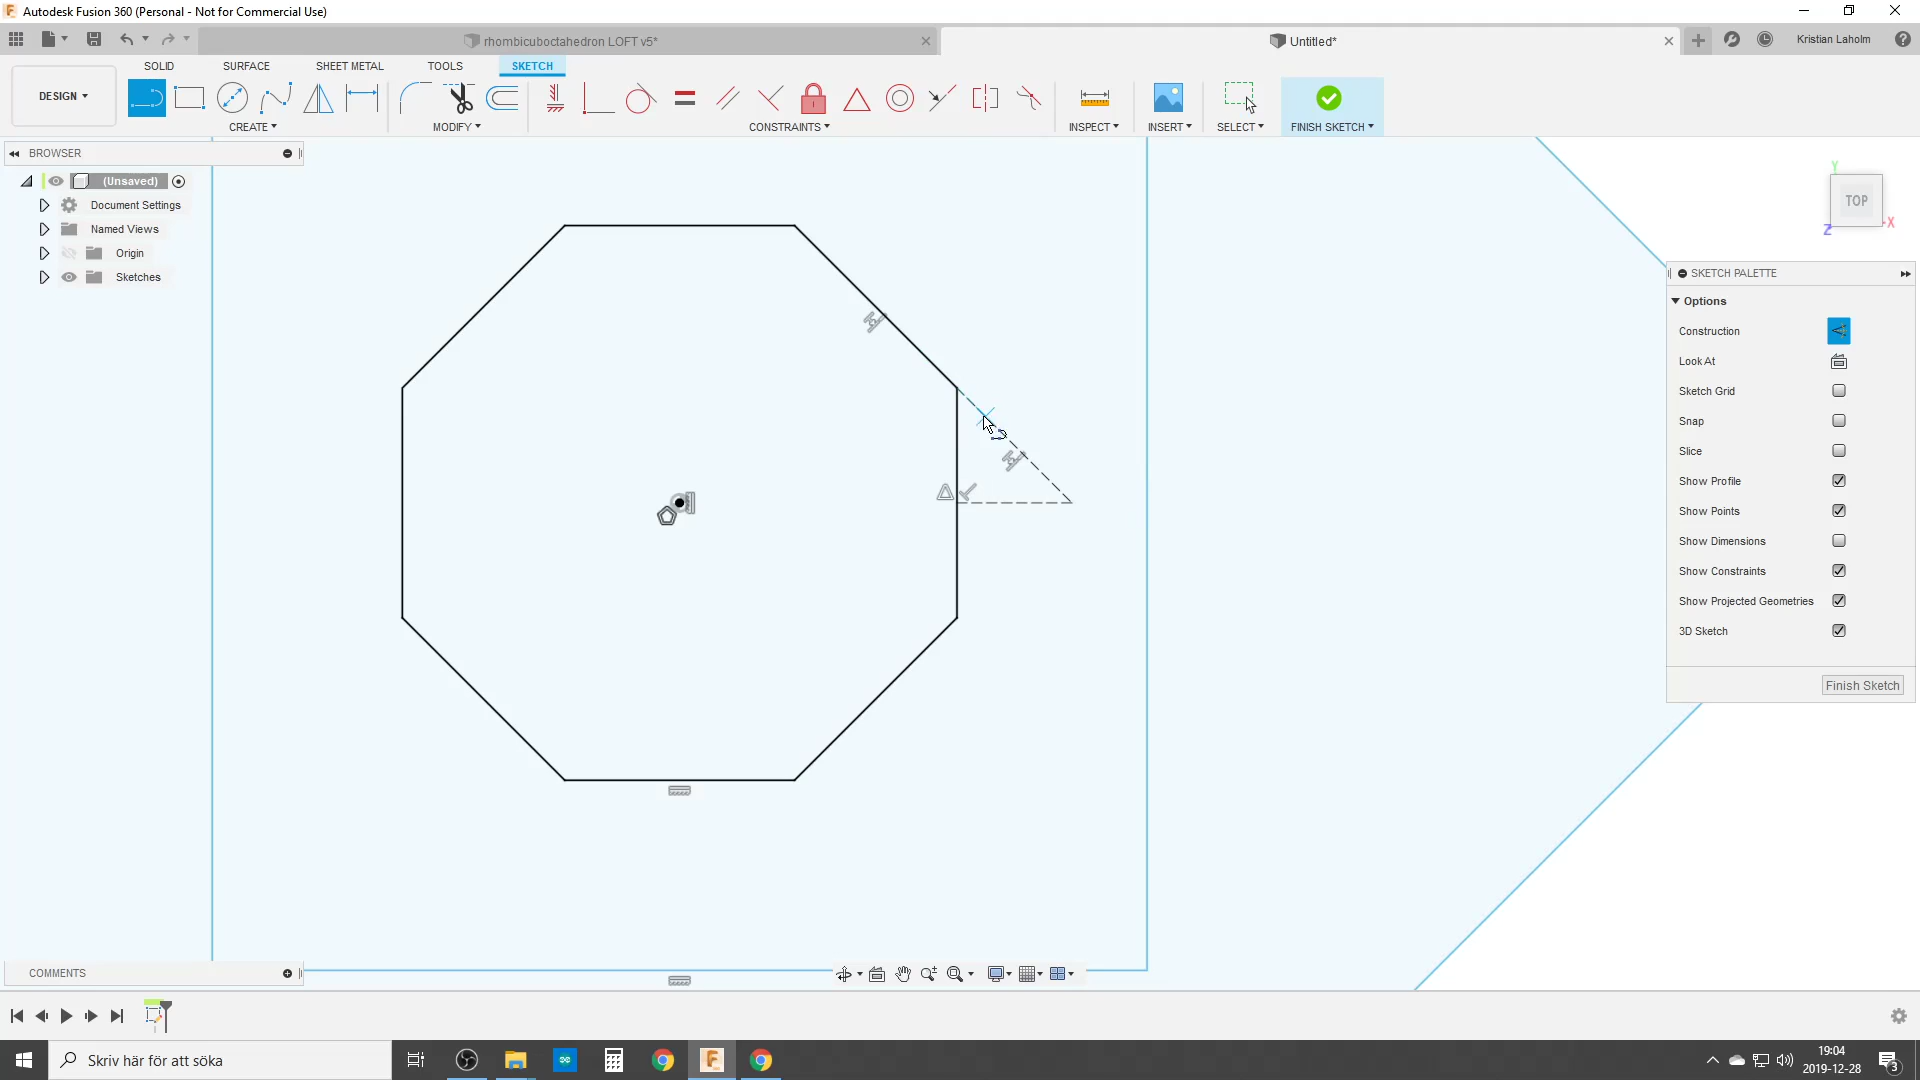 Autodesk Fusion 360 (Personal - Not for Commercial Use)
rhombicuboctahedron LOFT v5*
Untitled*
Kristian Laholm
DESIGN
SOLID
SURFACE
SHEET METAL
TOOLS
SKETCH
CREATE
MODIFY
CONSTRAINTS
INSPECT
INSERT
SELECT
FINISH SKETCH
BROWSER
(Unsaved)
Document Settings
Named Views
Origin
Sketches
Y
TOP
X
Z
SKETCH PALETTE
Options
Construction
Look At
Sketch Grid
Snap
Slice
Show Profile
Show Points
Show Dimensions
Show Constraints
Show Projected Geometries
3D Sketch
Finish Sketch
COMMENTS
Skriv här för att söka
19:04
2019-12-28
3